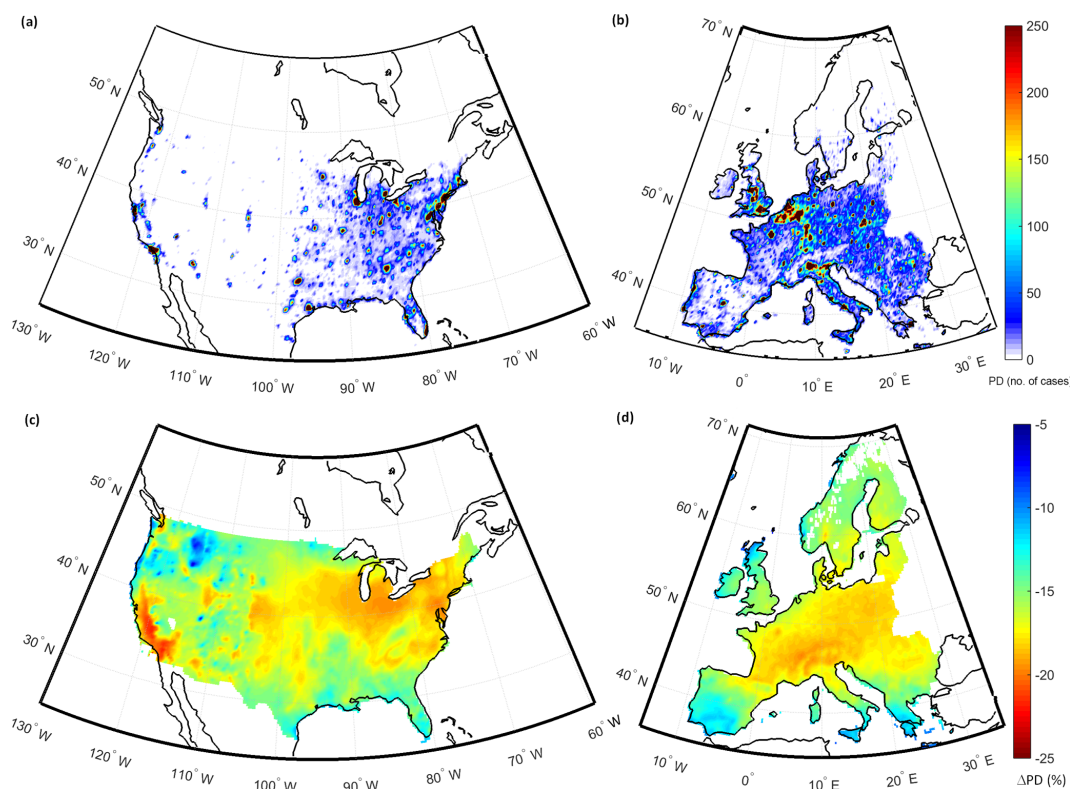 (a)
50° N
40° N
30° N
130° W
120° W
110° W
100° W
90° W
80° W
70° W
60° W
(b)
70° N
60° N
50° N
40° N
10° W
0°
10° E
20° E
30° E
250
200
150
100
50
0
PD (no. of cases)
(c)
50° N
40° N
30° N
130° W
120° W
110° W
100° W
90° W
80° W
70° W
60° W
(d)
70° N
60° N
50° N
40° N
10° W
0°
10° E
20° E
30° E
-5
-10
-15
-20
-25
ΔPD (%)